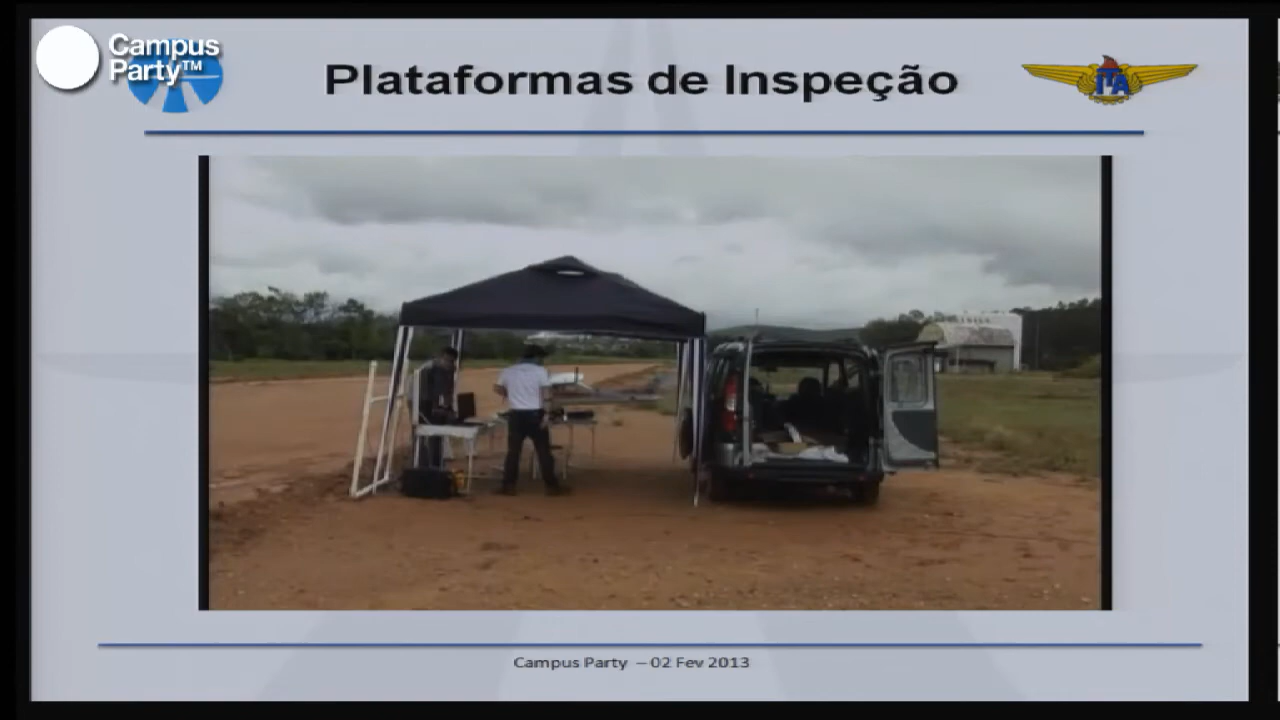 Campus
Party™
Plataformas de Inspeção
ITA
Campus Party – 02 Fev 2013